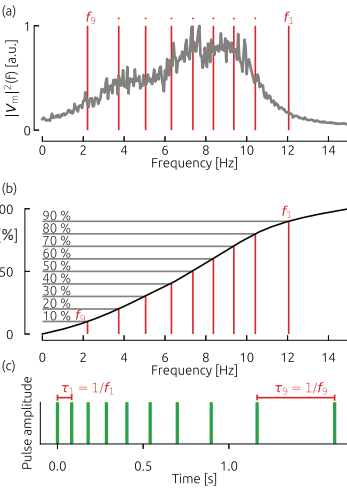 (a)
f₉ . . . . . . . f₁
1
|Vₘ|²(f) [a.u.]
0
0 2 4 6 8 10 12 14
Frequency [Hz]
(b)
00
[%]
50
0
90 %
80 %
70 %
60 %
50 %
40 %
30 %
20 %
10 %
f₁
f₉
0 2 4 6 8 10 12 14
Frequency [Hz]
(c)
τ₁ = 1/f₁
τ₉ = 1/f₉
Pulse amplitude
0.0 0.5 1.0
Time [s]